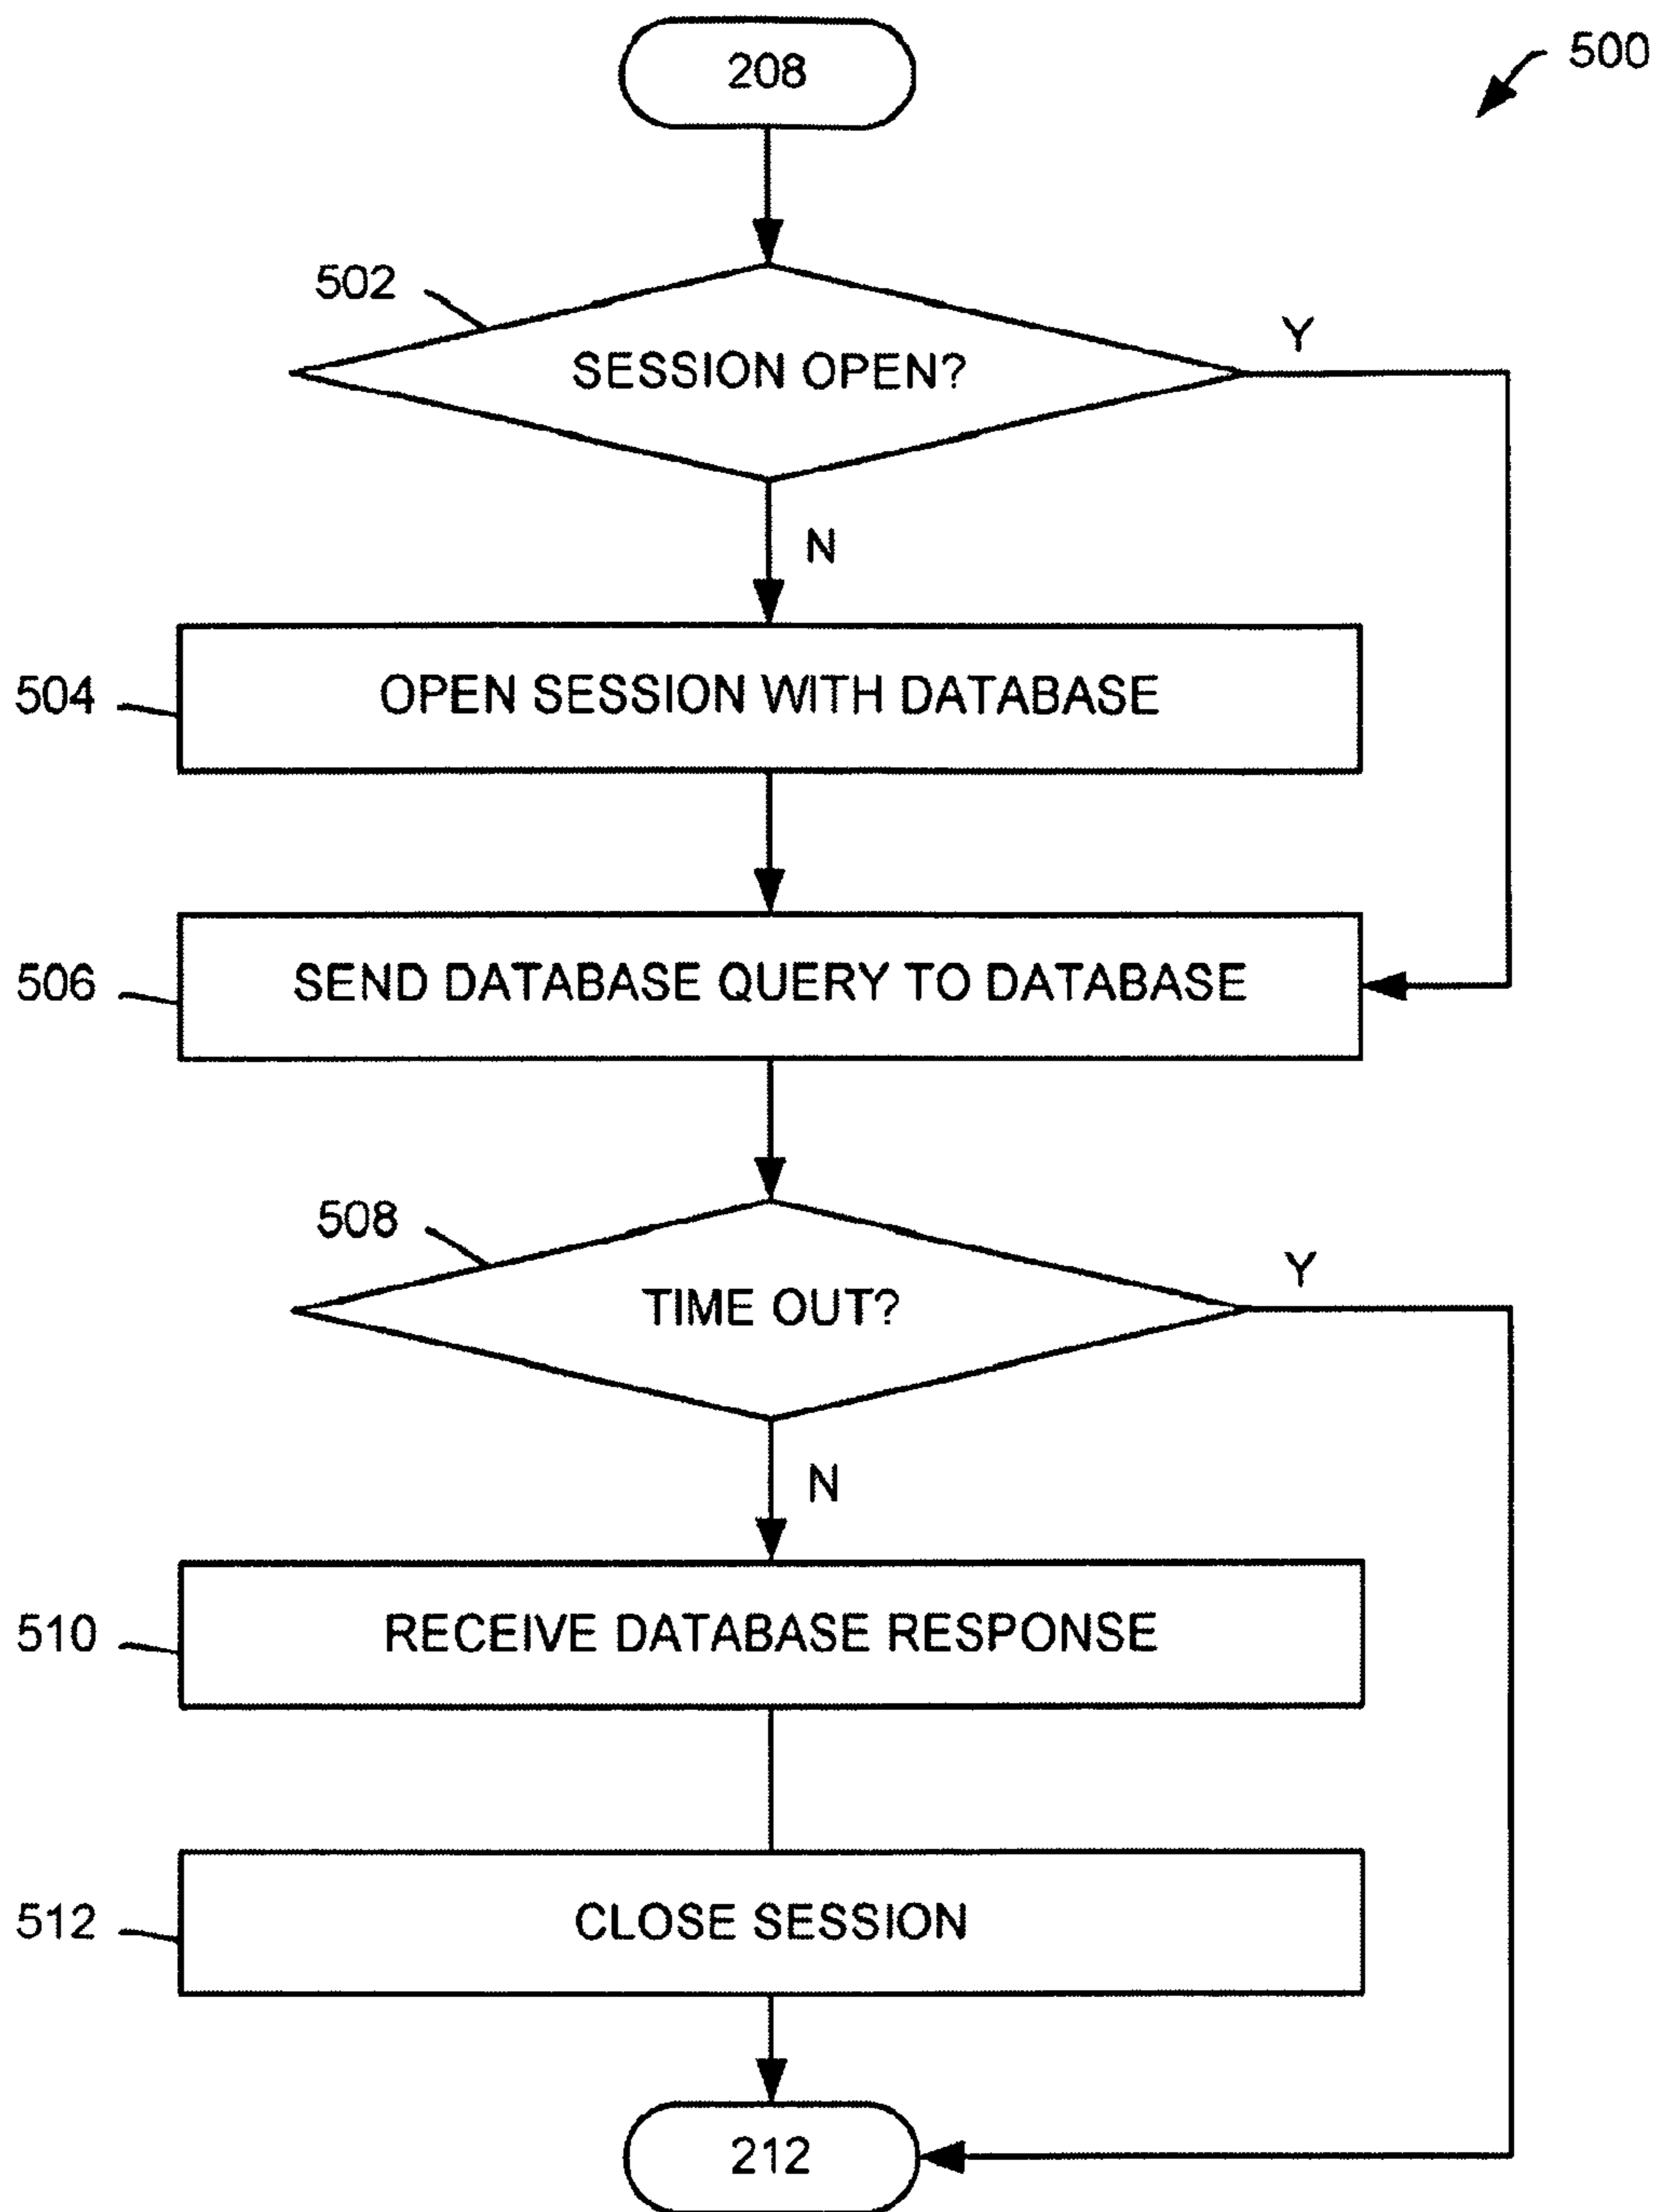 208
500
502
SESSION OPEN?
Y
N
504
OPEN SESSION WITH DATABASE
506
SEND DATABASE QUERY TO DATABASE
508
TIME OUT?
Y
N
510
RECEIVE DATABASE RESPONSE
512
CLOSE SESSION
212